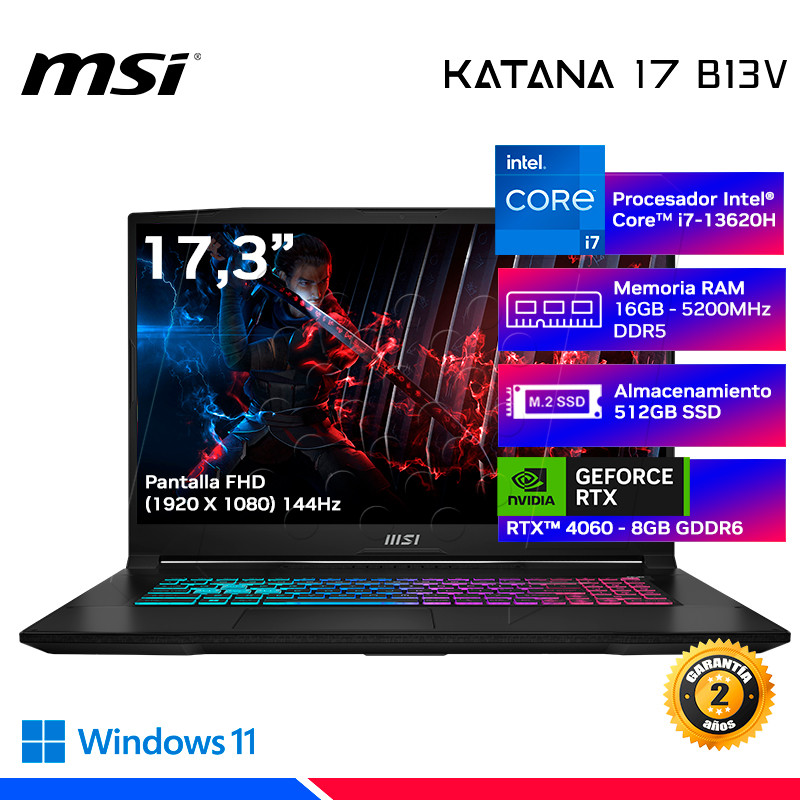 msi®
KATANA 17 B13V
intel.
CORE
i7
Procesador Intel®
Core™ i7-13620H
17,3”
Memoria RAM
16GB - 5200MHz
DDR5
M.2 SSD
Almacenamiento
512GB SSD
Pantalla FHD
(1920 X 1080) 144Hz
NVIDIA
GEFORCE
RTX
RTX™ 4060 - 8GB GDDR6
msi
GARANTÍA
2
años
Windows 11